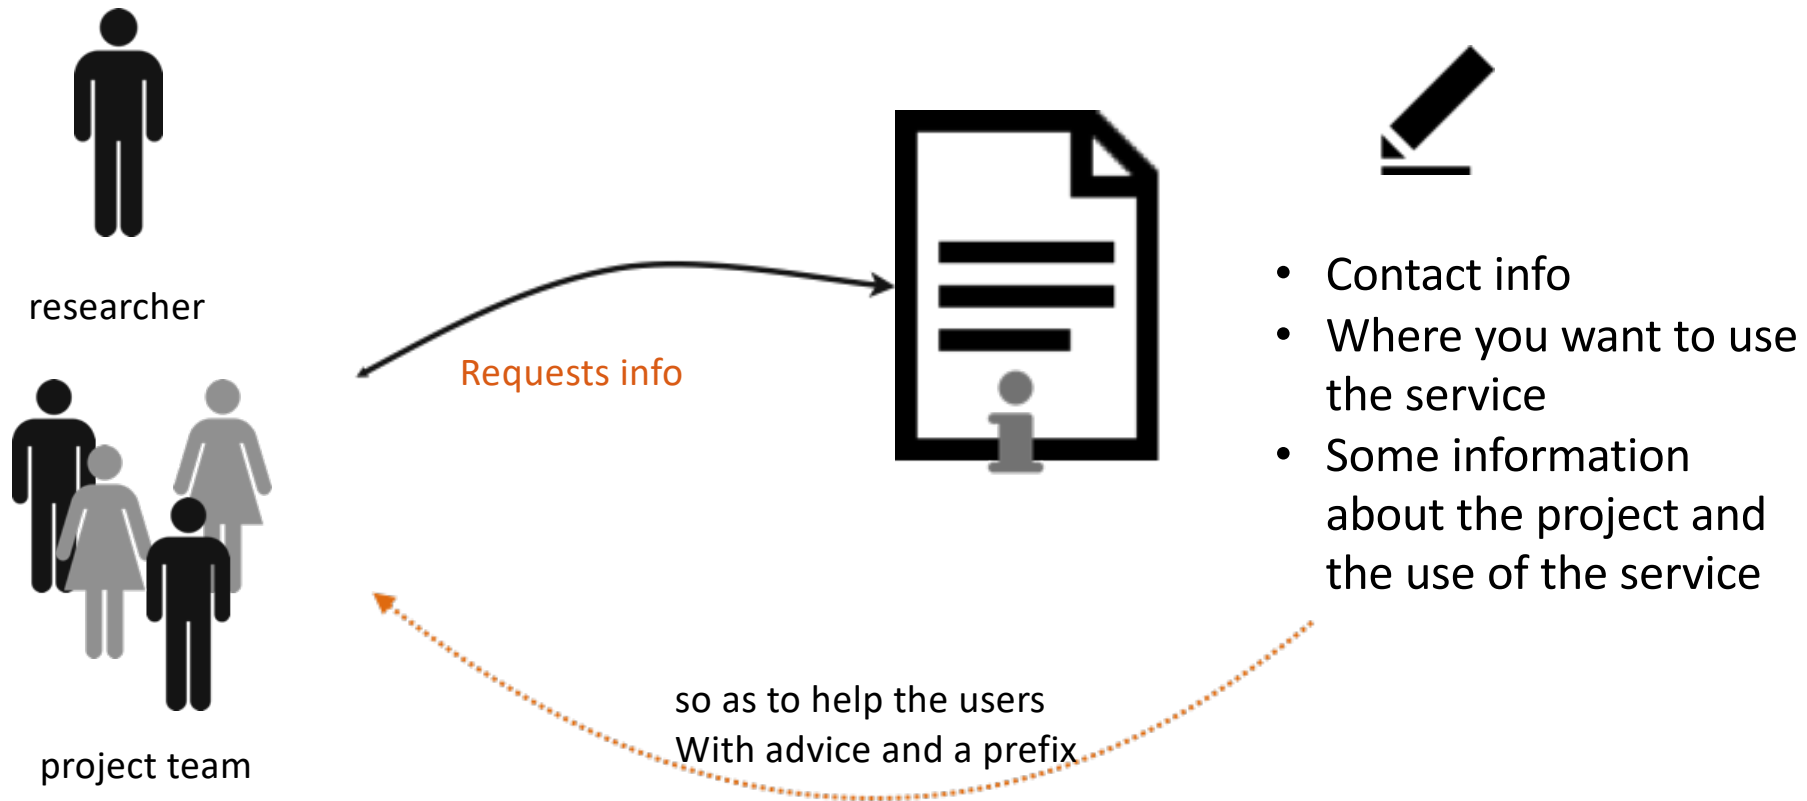 researcher
project team
Requests info
• Contact info
• Where you want to use
the service
• Some information
about the project and
the use of the service
so as to help the users
With advice and a prefix